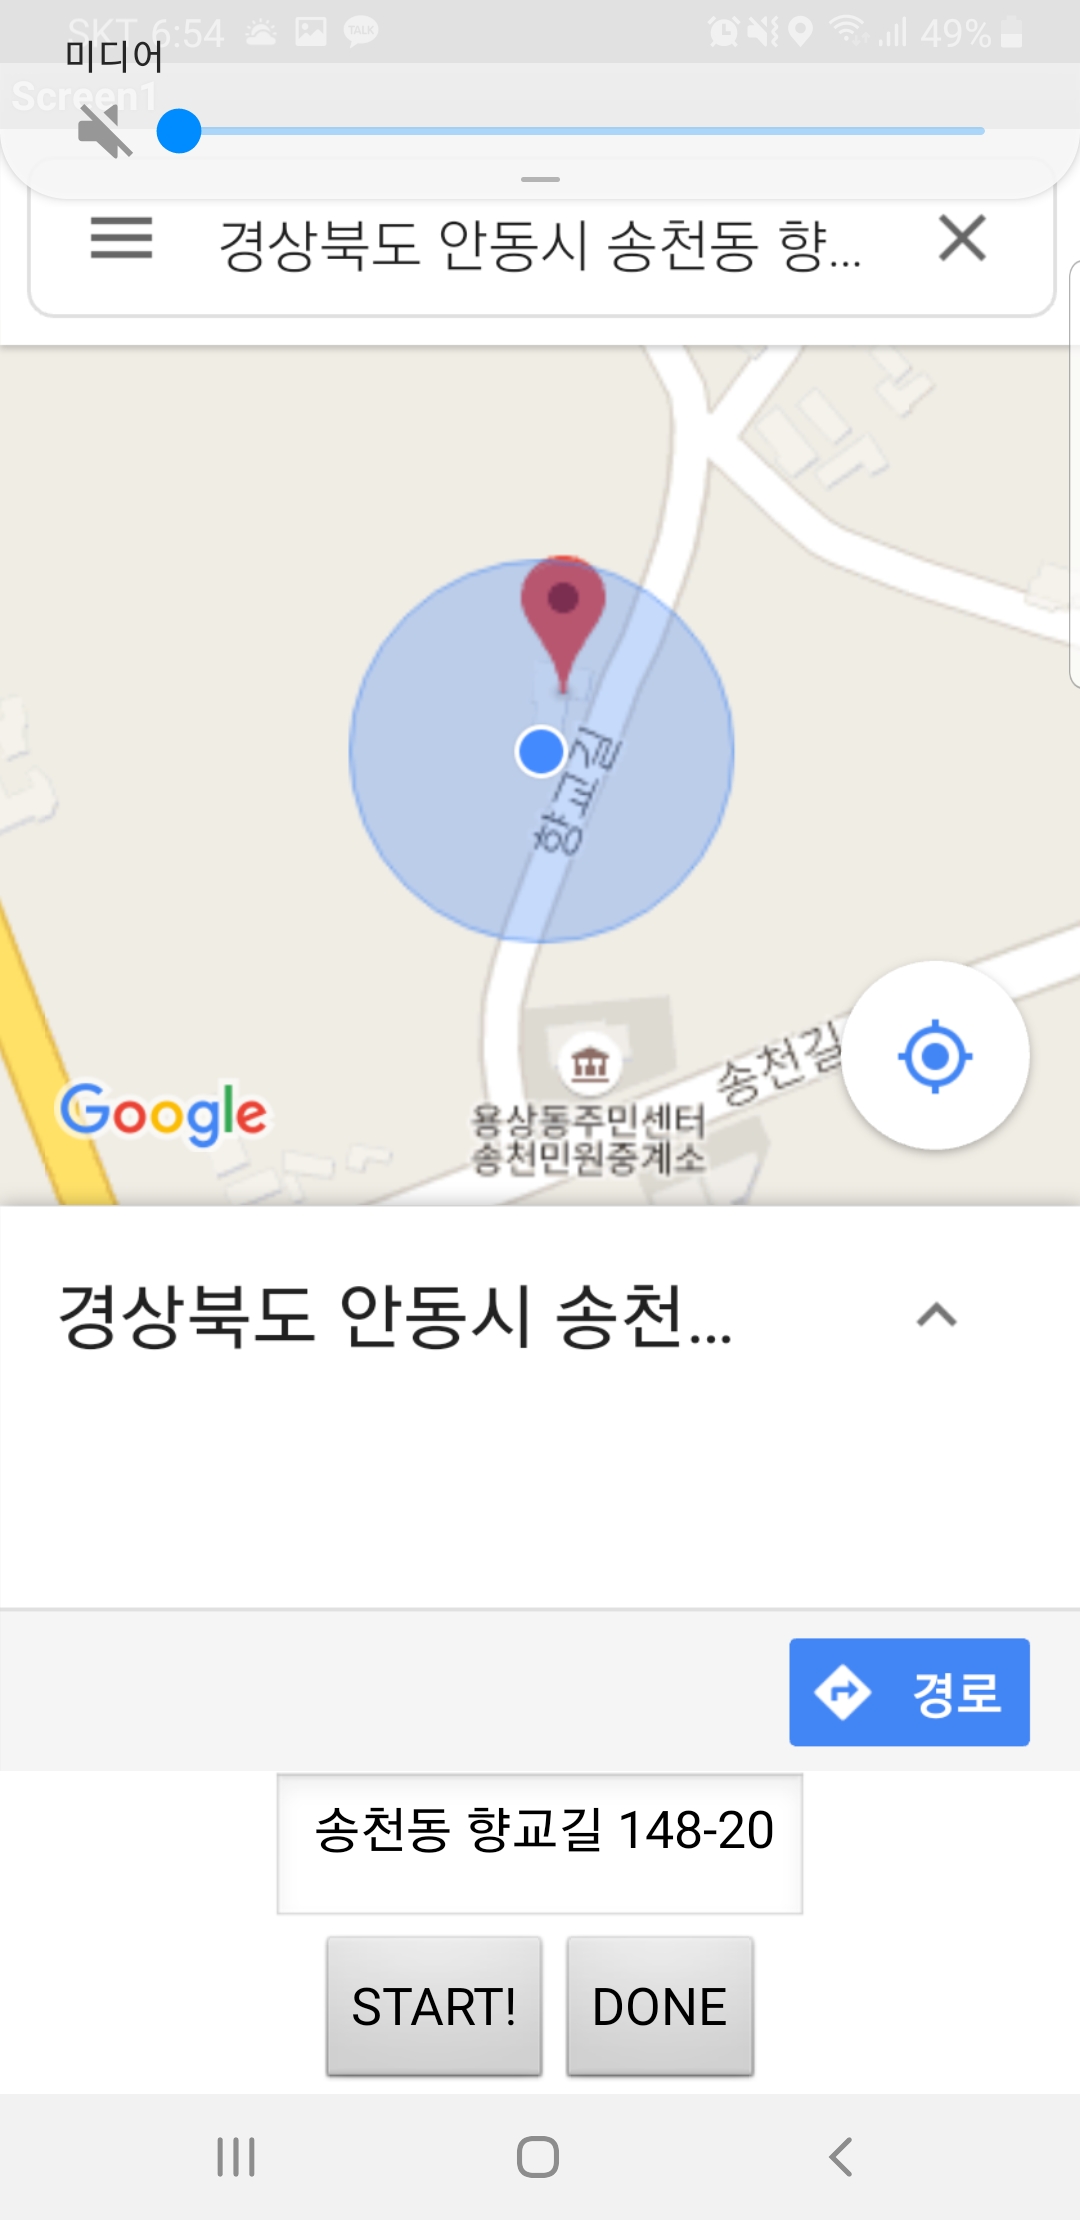 SKT 6:54
TALK
49%
미디어
Screen1
경상북도 안동시 송천동 향...
향교길
송천길
Google
용상동주민센터
송천민원중계소
경상북도 안동시 송천...
경로
송천동 향교길 148-20
START!
DONE